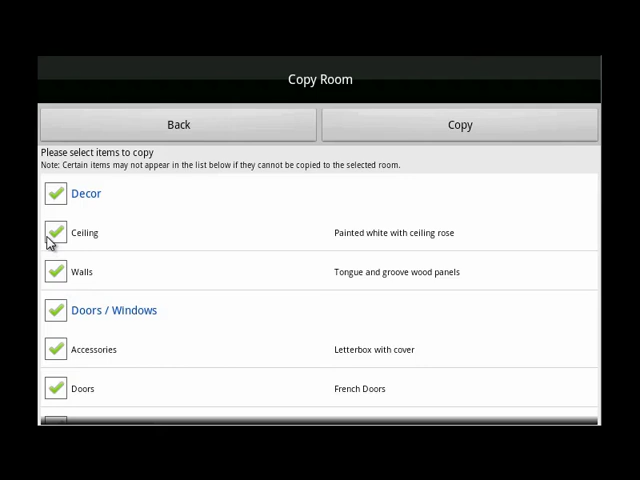 Copy Room
Back
Copy
Please select items to copy
Note: Certain items may not appear in the list below if they cannot be copied to the selected room.
Decor
Ceiling
Painted white with ceiling rose
Walls
Tongue and groove wood panels
Doors / Windows
Accessories
Letterbox with cover
Doors
French Doors